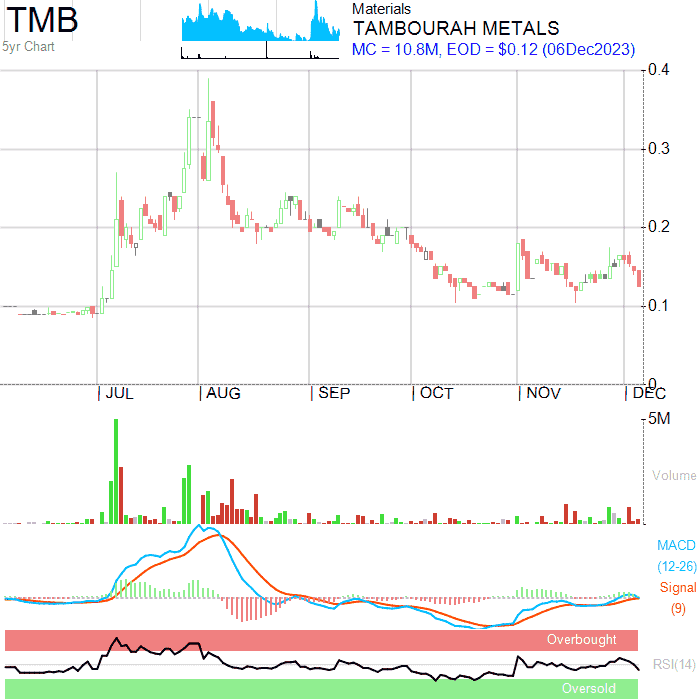 TMB
5yr Chart
Materials
TAMBOURAH METALS
MC = 10.8M, EOD = $0.12 (06Dec2023)
0.4
0.3
0.2
0.1
0
JUL
AUG
SEP
OCT
NOV
DEC
5M
Volume
MACD
(12-26)
Signal
(9)
Overbought
RSI(14)
Oversold